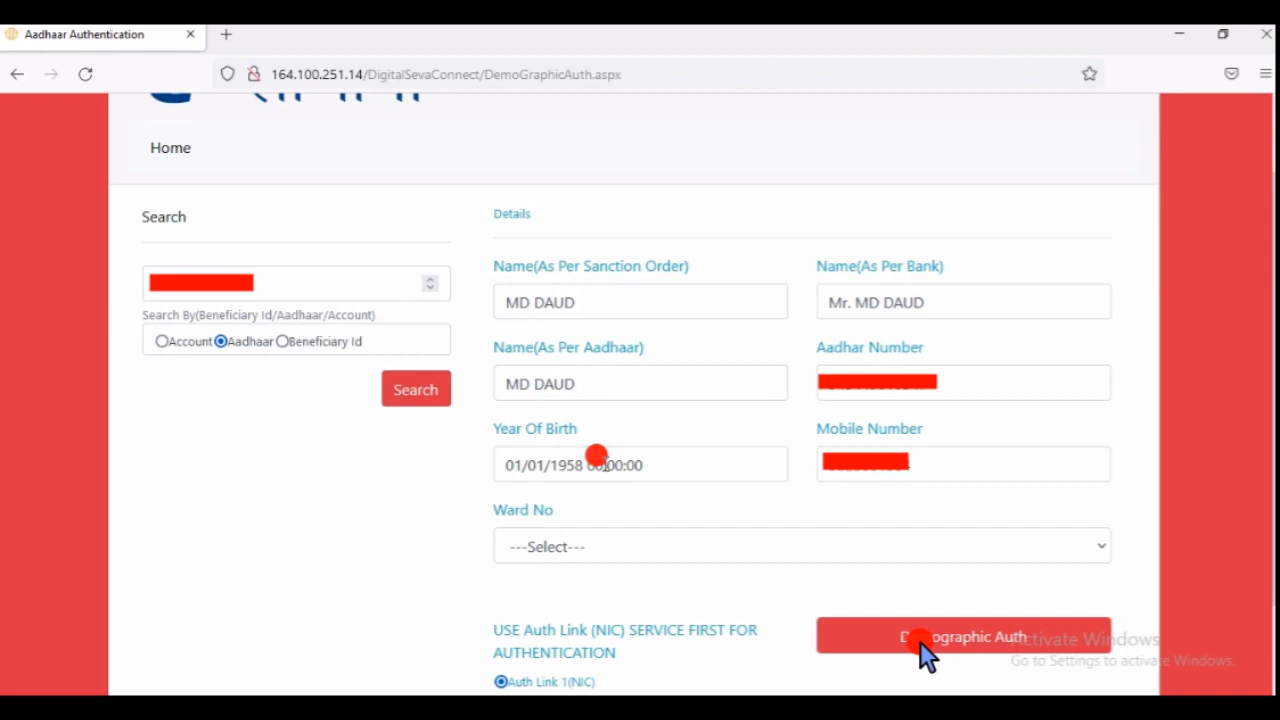 Aadhaar Authentication
164.100.251.14/DigitalSevaConnect/DemoGraphicAuth.aspx
Home
Search
Details
Name(As Per Sanction Order)
Name(As Per Bank)
MD DAUD
Mr. MD DAUD
Search By(Beneficiary Id/Aadhaar/Account)
Account Aadhaar Beneficiary Id
Name(As Per Aadhaar)
Aadhar Number
MD DAUD
Search
Year Of Birth
Mobile Number
01/01/1958
Ward No
---Select---
USE Auth Link (NIC) SERVICE FIRST FOR
AUTHENTICATION
Demographic Auth
Activate Windows
Go to Settings to activate Windows.
Auth Link 1(NIC)